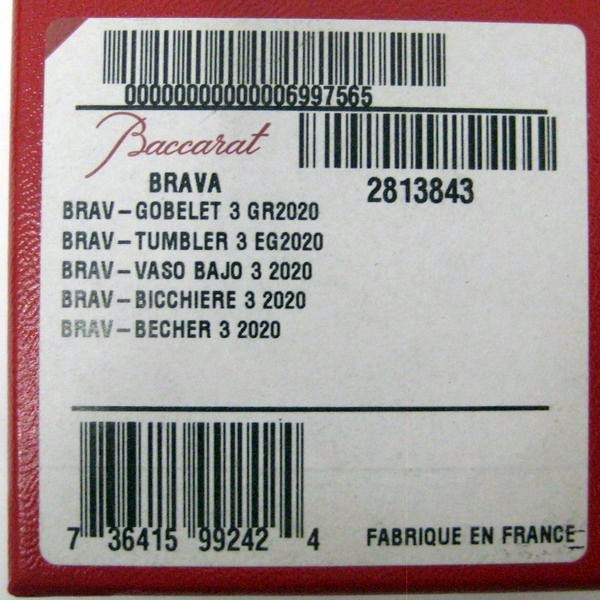 00000000000006997565
Baccarat
BRAVA
2813843
BRAV-GOBELET 3 GR2020
BRAV-TUMBLER 3 EG2020
BRAV-VASO BAJO 3 2020
BRAV-BICCHIERE 3 2020
BRAV-BECHER 3 2020
7 36415 99242 4
FABRIQUE EN FRANCE